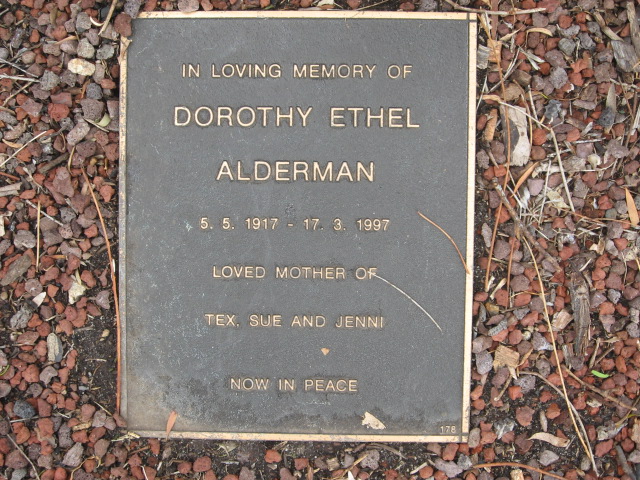 IN LOVING MEMORY OF
DOROTHY ETHEL
ALDERMAN
5. 5. 1917 - 17. 3. 1997
LOVED MOTHER OF
TEX, SUE AND JENNI
NOW IN PEACE
178